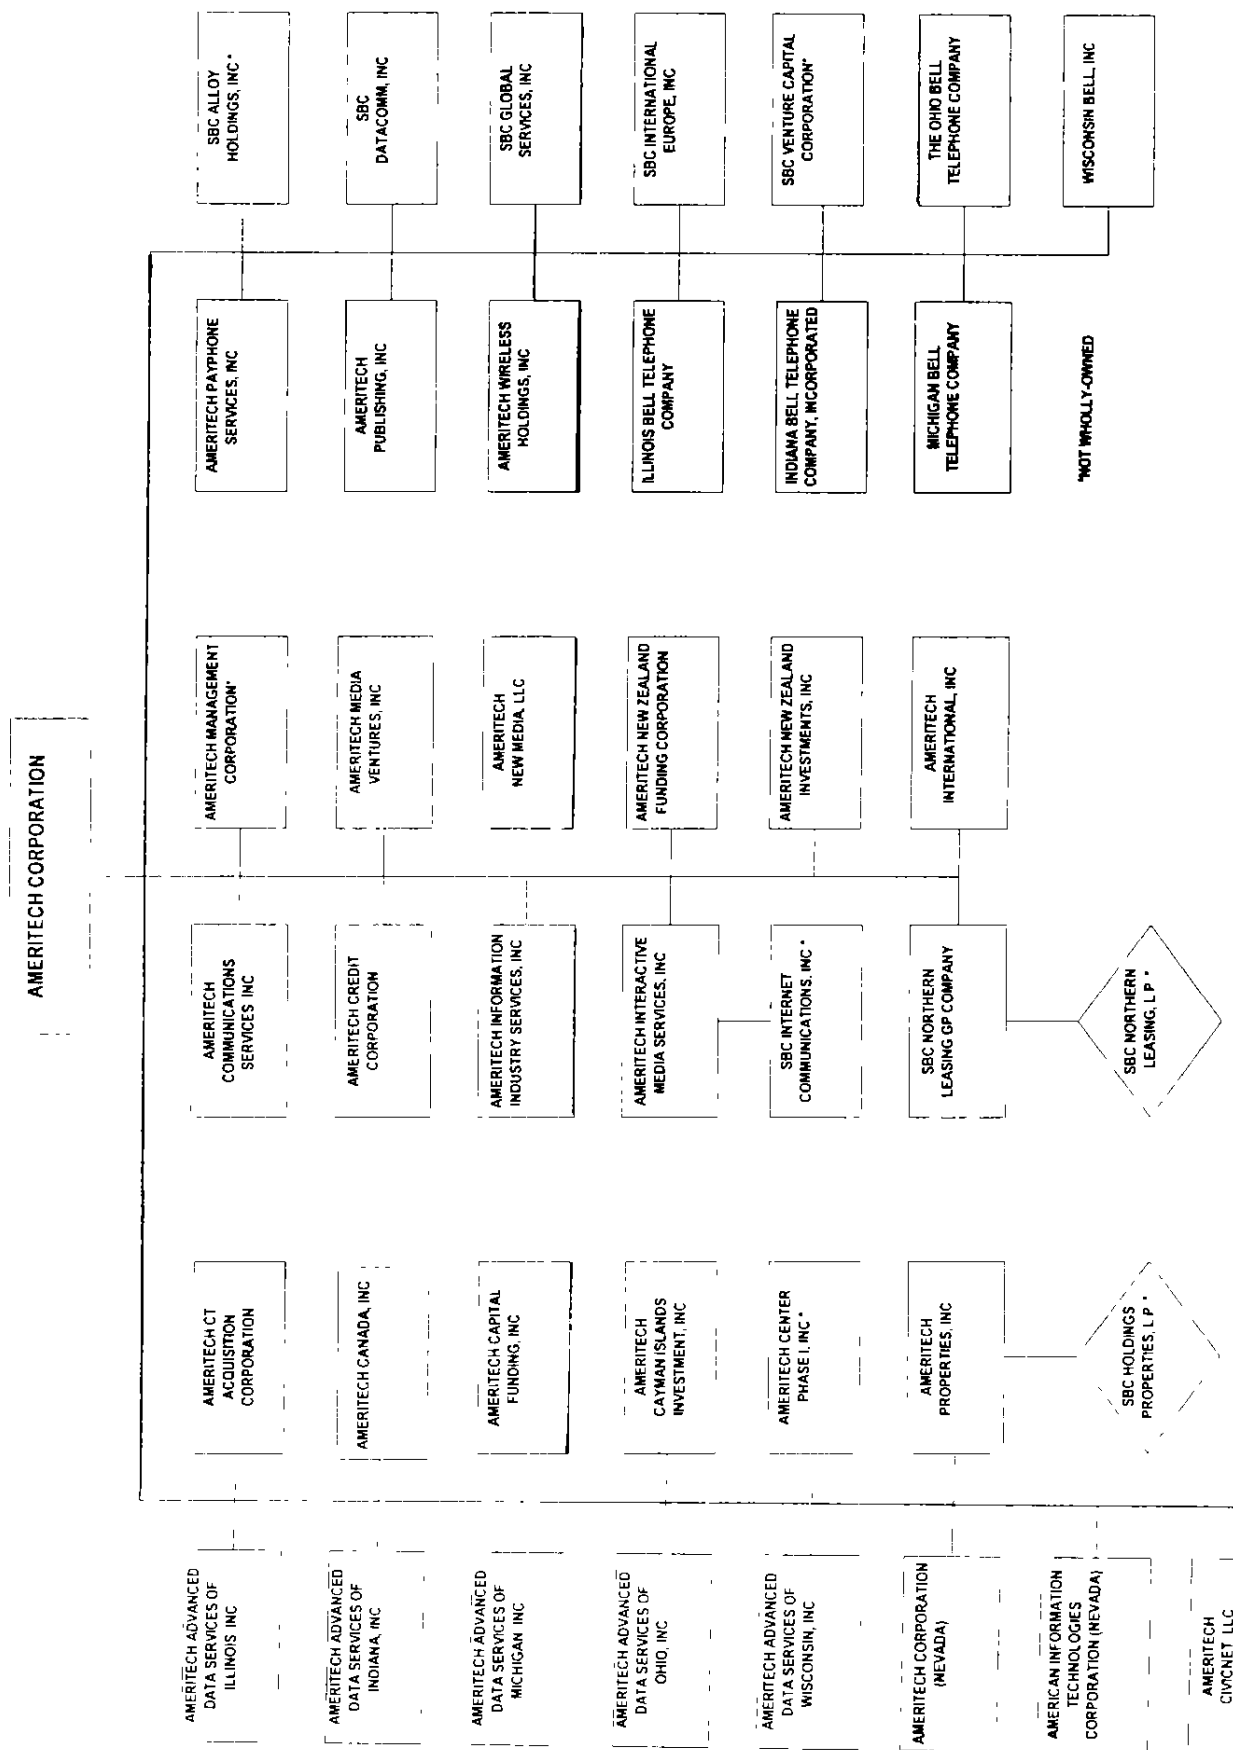 AMERITECH CORPORATION
AMERITECH ADVANCED
DATA SERVICES OF
ILLINOIS INC
AMERITECH CT
ACQUISITION
CORPORATION
AMERITECH
COMMUNICATIONS
SERVICES INC
AMERITECH MANAGEMENT
CORPORATION*
AMERITECH PAYPHONE
SERVICES, INC
SBC ALLOY
HOLDINGS, INC *
AMERITECH ADVANCED
DATA SERVICES OF
INDIANA, INC
AMERITECH CANADA, INC
AMERITECH CREDIT
CORPORATION
AMERITECH MEDIA
VENTURES, INC
AMERITECH
PUBLISHING, INC
SBC
DATACOMM, INC
AMERITECH ADVANCED
DATA SERVICES OF
MICHIGAN INC
AMERITECH CAPITAL
FUNDING, INC
AMERITECH INFORMATION
INDUSTRY SERVICES, INC
AMERITECH
NEW MEDIA, LLC
AMERITECH WIRELESS
HOLDINGS, INC
SBC GLOBAL
SERVICES, INC
AMERITECH ADVANCED
DATA SERVICES OF
OHIO, INC
AMERITECH
CAYMAN ISLANDS
INVESTMENT, INC
AMERITECH INTERACTIVE
MEDIA SERVICES, INC
AMERITECH NEW ZEALAND
FUNDING CORPORATION
ILLINOIS BELL TELEPHONE
COMPANY
SBC INTERNATIONAL
EUROPE, INC
AMERITECH ADVANCED
DATA SERVICES OF
WISCONSIN, INC
AMERITECH CENTER
PHASE I, INC *
SBC INTERNET
COMMUNICATIONS, INC *
AMERITECH NEW ZEALAND
INVESTMENTS, INC
INDIANA BELL TELEPHONE
COMPANY, INCORPORATED
SBC VENTURE CAPITAL
CORPORATION*
AMERITECH CORPORATION
(NEVADA)
AMERITECH
PROPERTIES, INC
SBC NORTHERN
LEASING GP COMPANY
AMERITECH
INTERNATIONAL, INC
MICHIGAN BELL
TELEPHONE COMPANY
THE OHIO BELL
TELEPHONE COMPANY
AMERICAN INFORMATION
TECHNOLOGIES
CORPORATION (NEVADA)
SBC HOLDINGS
PROPERTIES, L P *
SBC NORTHERN
LEASING, L P *
*NOT WHOLLY-OWNED
WISCONSIN BELL, INC
AMERITECH
CIVICNET LLC